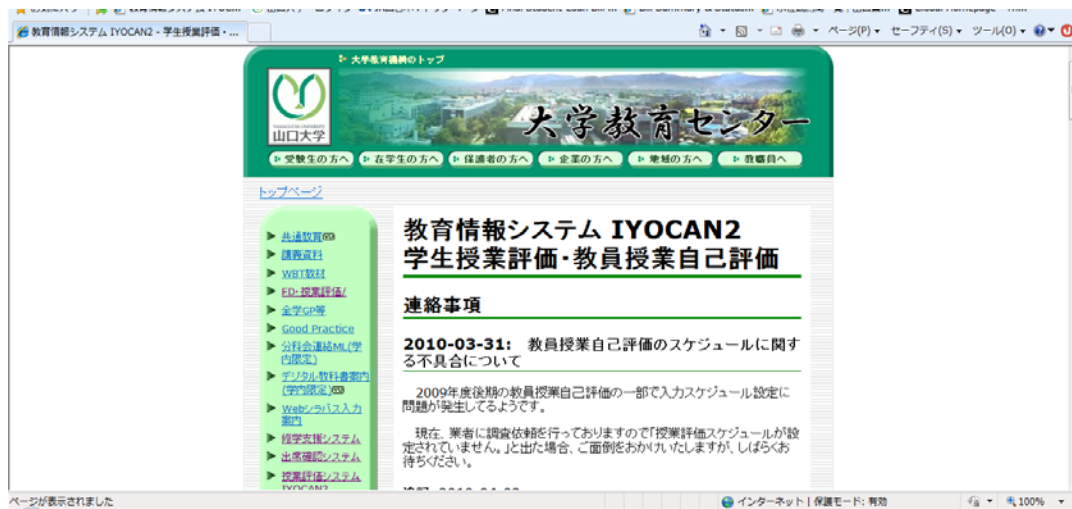 教育情報システム IYOCAN2 - 学生授業評価・...
ページ(P)
セーフティ(S)
ツール(O)
大学教育機構のトップ
山口大学
大学教育センター
受験生の方へ
在学生の方へ
保護者の方へ
企業の方へ
地域の方へ
教職員へ
トップページ
共通教育
講義資料
WBT教材
FD・授業評価/
全学GP等
Good Practice
分科会連絡ML(学
内限定)
デジタル教科書案内
(学内限定)
Webシラバス入力
案内
修学支援システム
出席確認システム
授業評価システム
IYOCAN2
教育情報システム IYOCAN2
学生授業評価・教員授業自己評価
連絡事項
2010-03-31: 教員授業自己評価のスケジュールに関す
る不具合について
2009年度後期の教員授業自己評価の一部で入力スケジュール設定に
問題が発生してるようです。
現在、業者に調査依頼を行っておりますので「授業評価スケジュールが設
定されていません。」と出た場合、ご面倒をおかけいたしますが、しばらくお
待ちください。
ページが表示されました
インターネット | 保護モード: 有効
100%